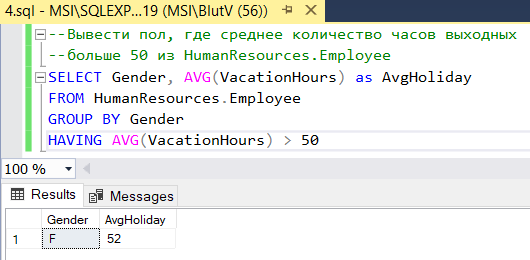 4.sql - MSI\SQLEXP...19 (MSI\BlutV (56))*
--Вывести пол, где среднее количество часов выходных
--больше 50 из HumanResources.Employee
SELECT Gender, AVG(VacationHours) as AvgHoliday
FROM HumanResources.Employee
GROUP BY Gender
HAVING AVG(VacationHours) > 50
100 %
Results Messages
Gender AvgHoliday
1 F 52